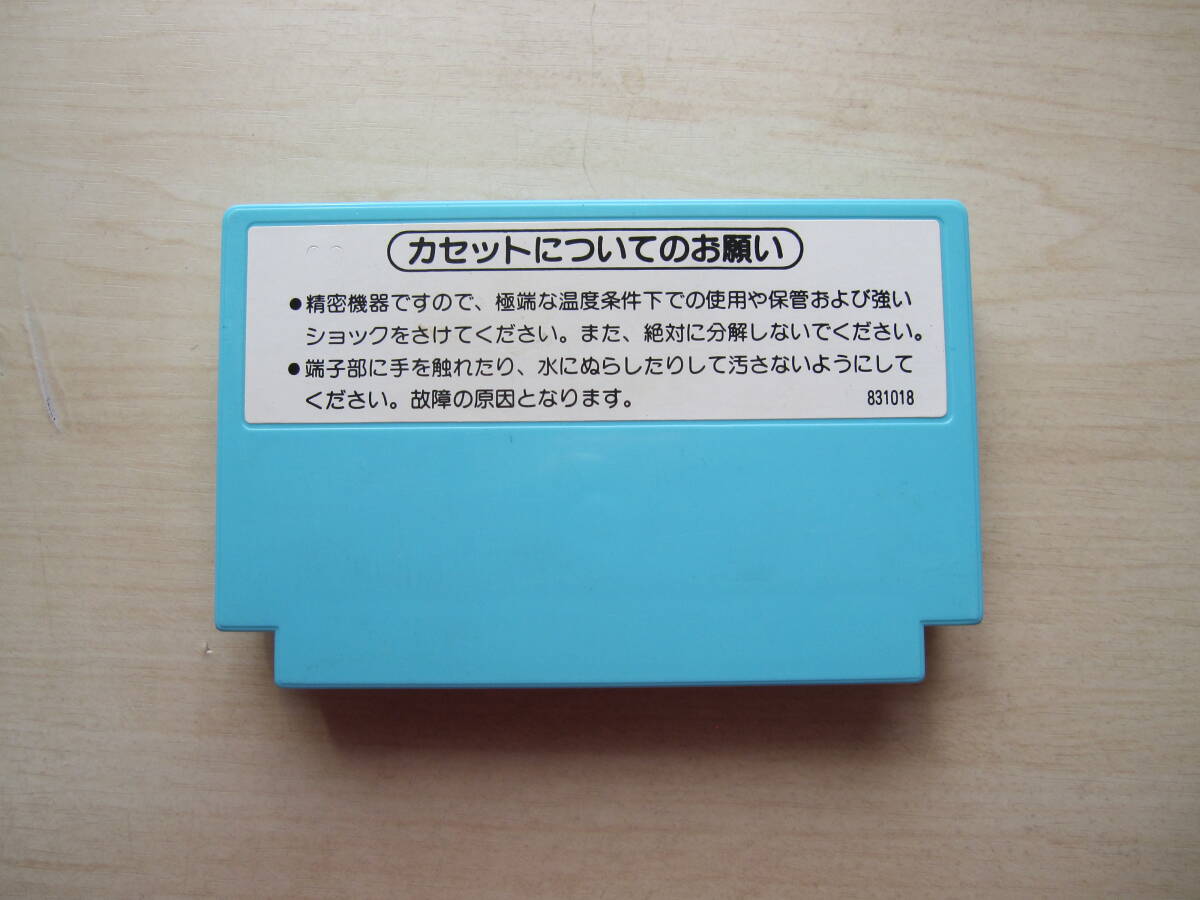 カセットについてのお願い
●精密機器ですので、極端な温度条件下での使用や保管および強い
ショックをさけてください。また、絶対に分解しないでください。
●端子部に手を触れたり、水にぬらしたりして汚さないようにして
ください。故障の原因となります。 831018